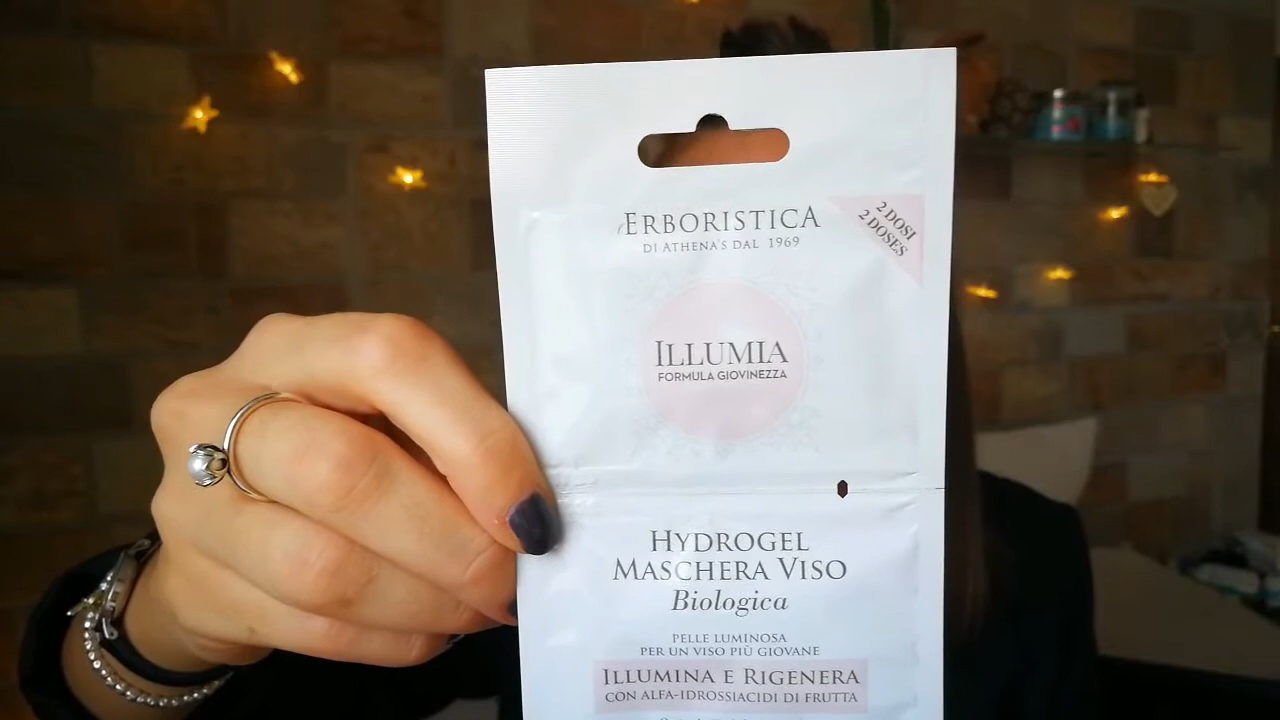 L'ERBORISTICA
DI ATHENA'S DAL 1969
2 DOSI
2 DOSES
ILLUMIA
FORMULA GIOVINEZZA
HYDROGEL
MASCHERA VISO
Biologica
PELLE LUMINOSA
PER UN VISO PIÙ GIOVANE
ILLUMINA E RIGENERA
CON ALFA-IDROSSIACIDI DI FRUTTA